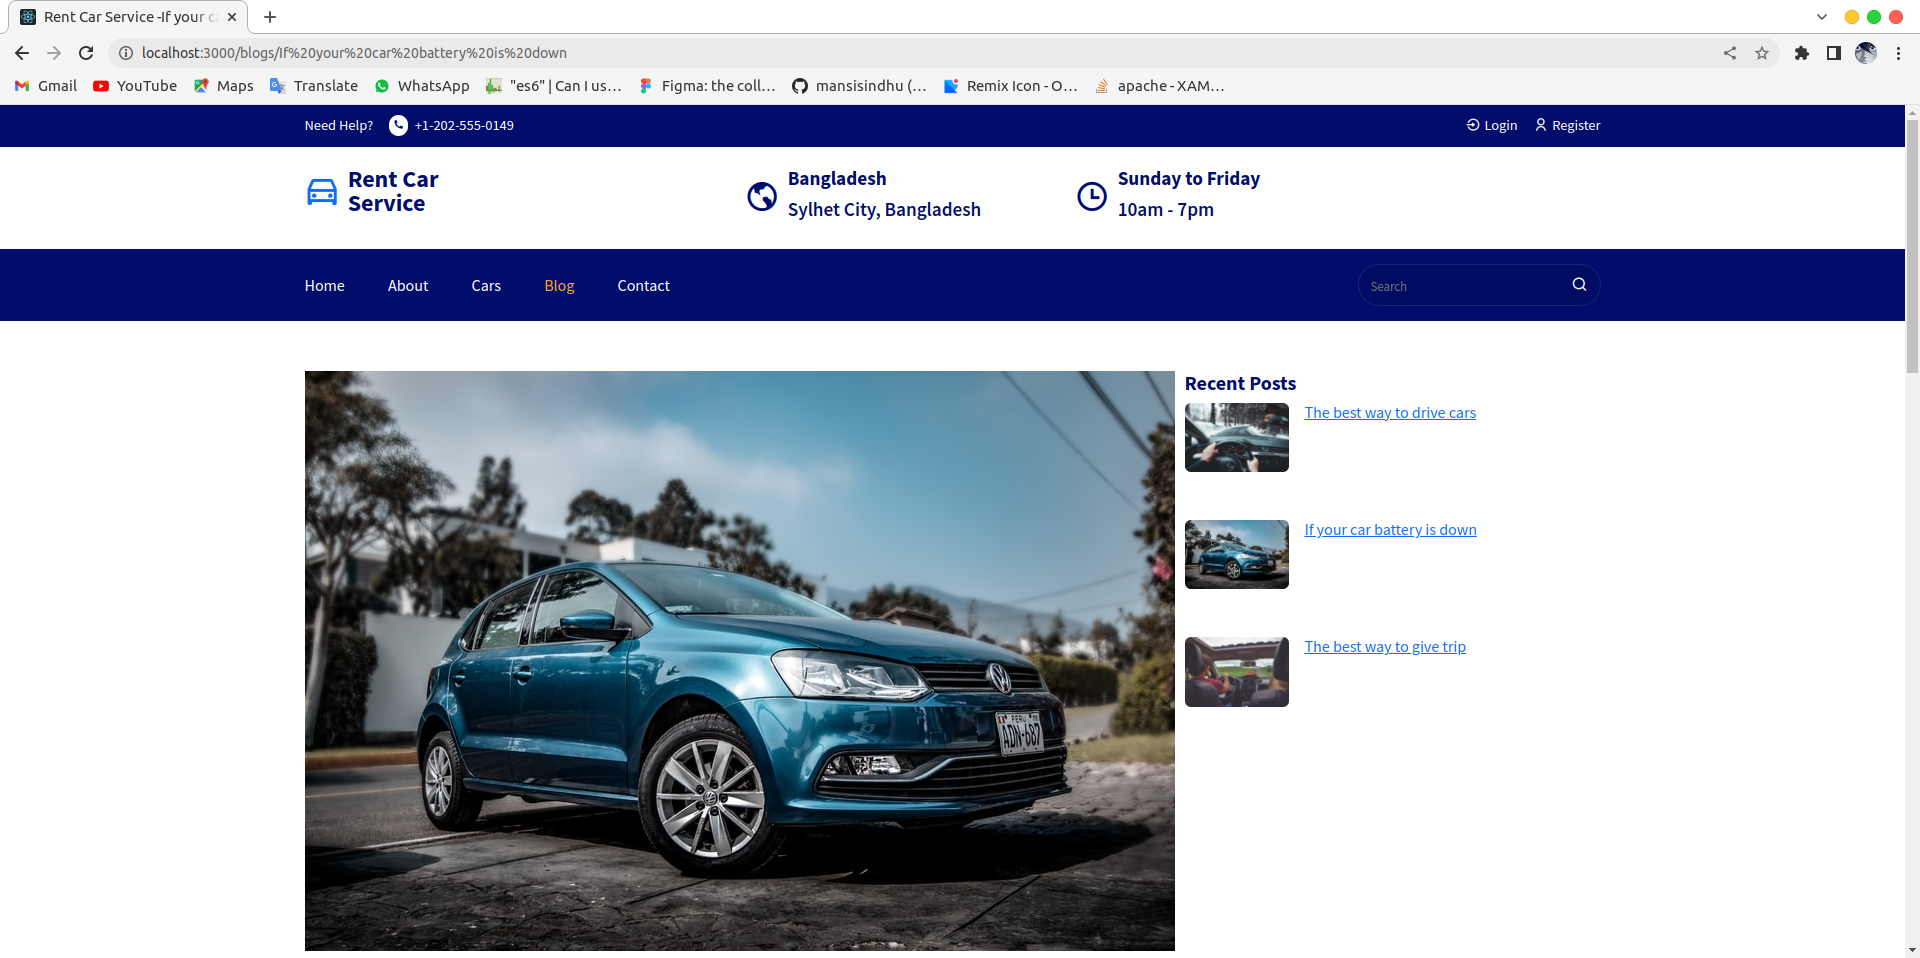 Rent Car Service -If your ca
localhost:3000/blogs/If%20your%20car%20battery%20is%20down
Gmail YouTube Maps Translate WhatsApp "es6" | Can I us... Figma: the coll... mansisindhu (... Remix Icon - O... apache - XAM...
Need Help? +1-202-555-0149 Login Register
Rent Car
Service
Bangladesh
Sylhet City, Bangladesh
Sunday to Friday
10am - 7pm
Home About Cars Blog Contact Search
Recent Posts
The best way to drive cars
If your car battery is down
The best way to give trip
PERU
ADN-687